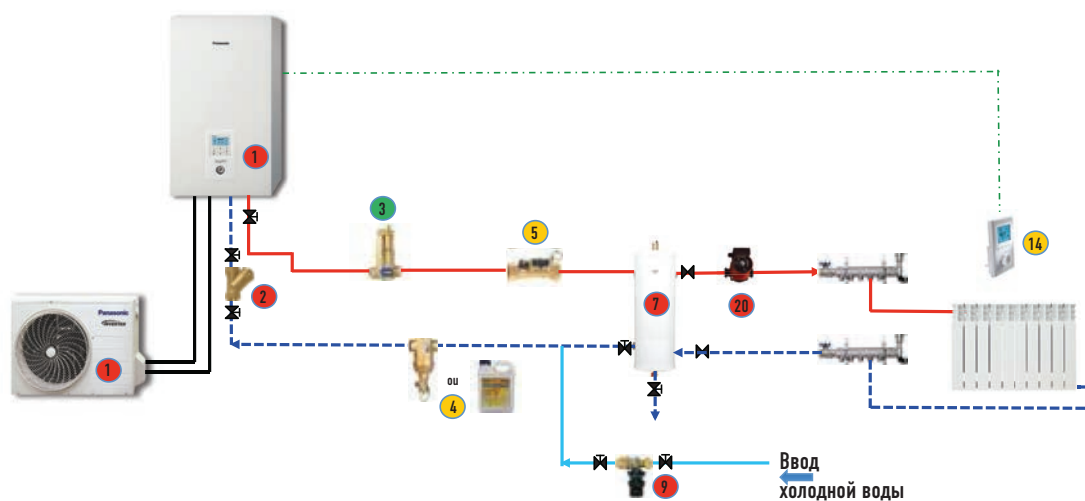 Panasonic
1
3
5
14
2
7
20
Panasonic
Inverter
1
ou
4
9
Ввод
холодной воды